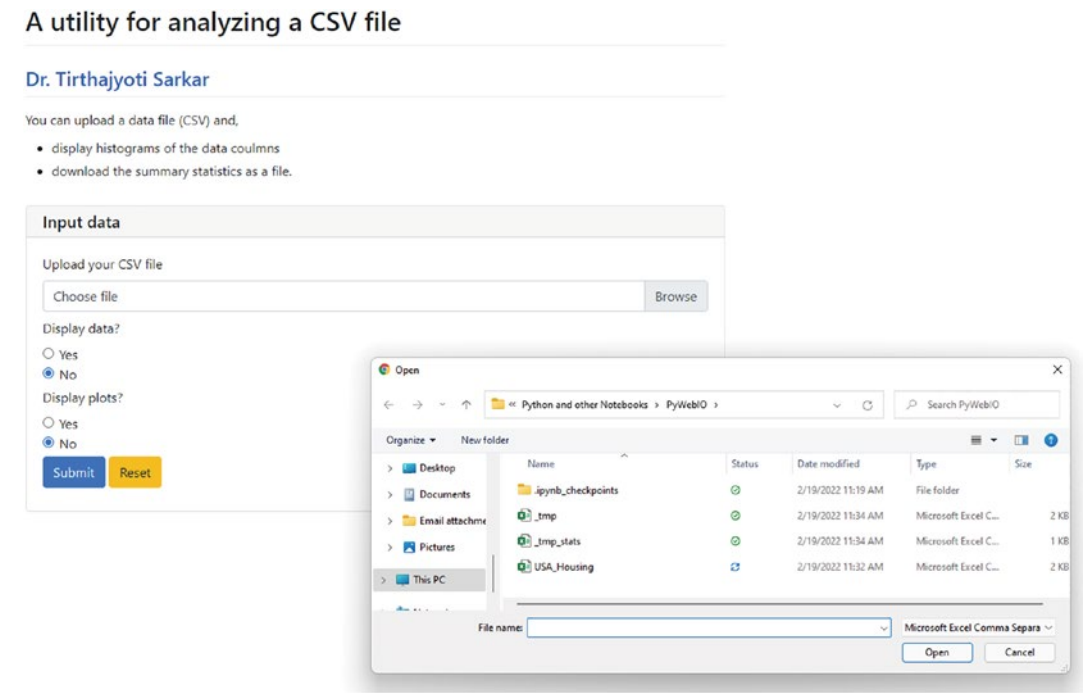 A utility for analyzing a CSV file
Dr. Tirthajyoti Sarkar
You can upload a data file (CSV) and,
• display histograms of the data coulmns
• download the summary statistics as a file.
Input data
Upload your CSV file
Choose file Browse
Display data?
Yes
No
Display plots?
Yes
No
Submit Reset
Open
« Python and other Notebooks › PyWebIO ›
Search PyWebIO
Organize New folder
Desktop
Documents
Email attachme
Pictures
This PC
Name Status Date modified Type Size
.ipynb_checkpoints 2/19/2022 11:19 AM File folder
_tmp 2/19/2022 11:34 AM Microsoft Excel C... 2 KB
_tmp_stats 2/19/2022 11:34 AM Microsoft Excel C... 1 KB
USA_Housing 2/19/2022 11:32 AM Microsoft Excel C... 2 KB
File name: Microsoft Excel Comma Separa
Open Cancel